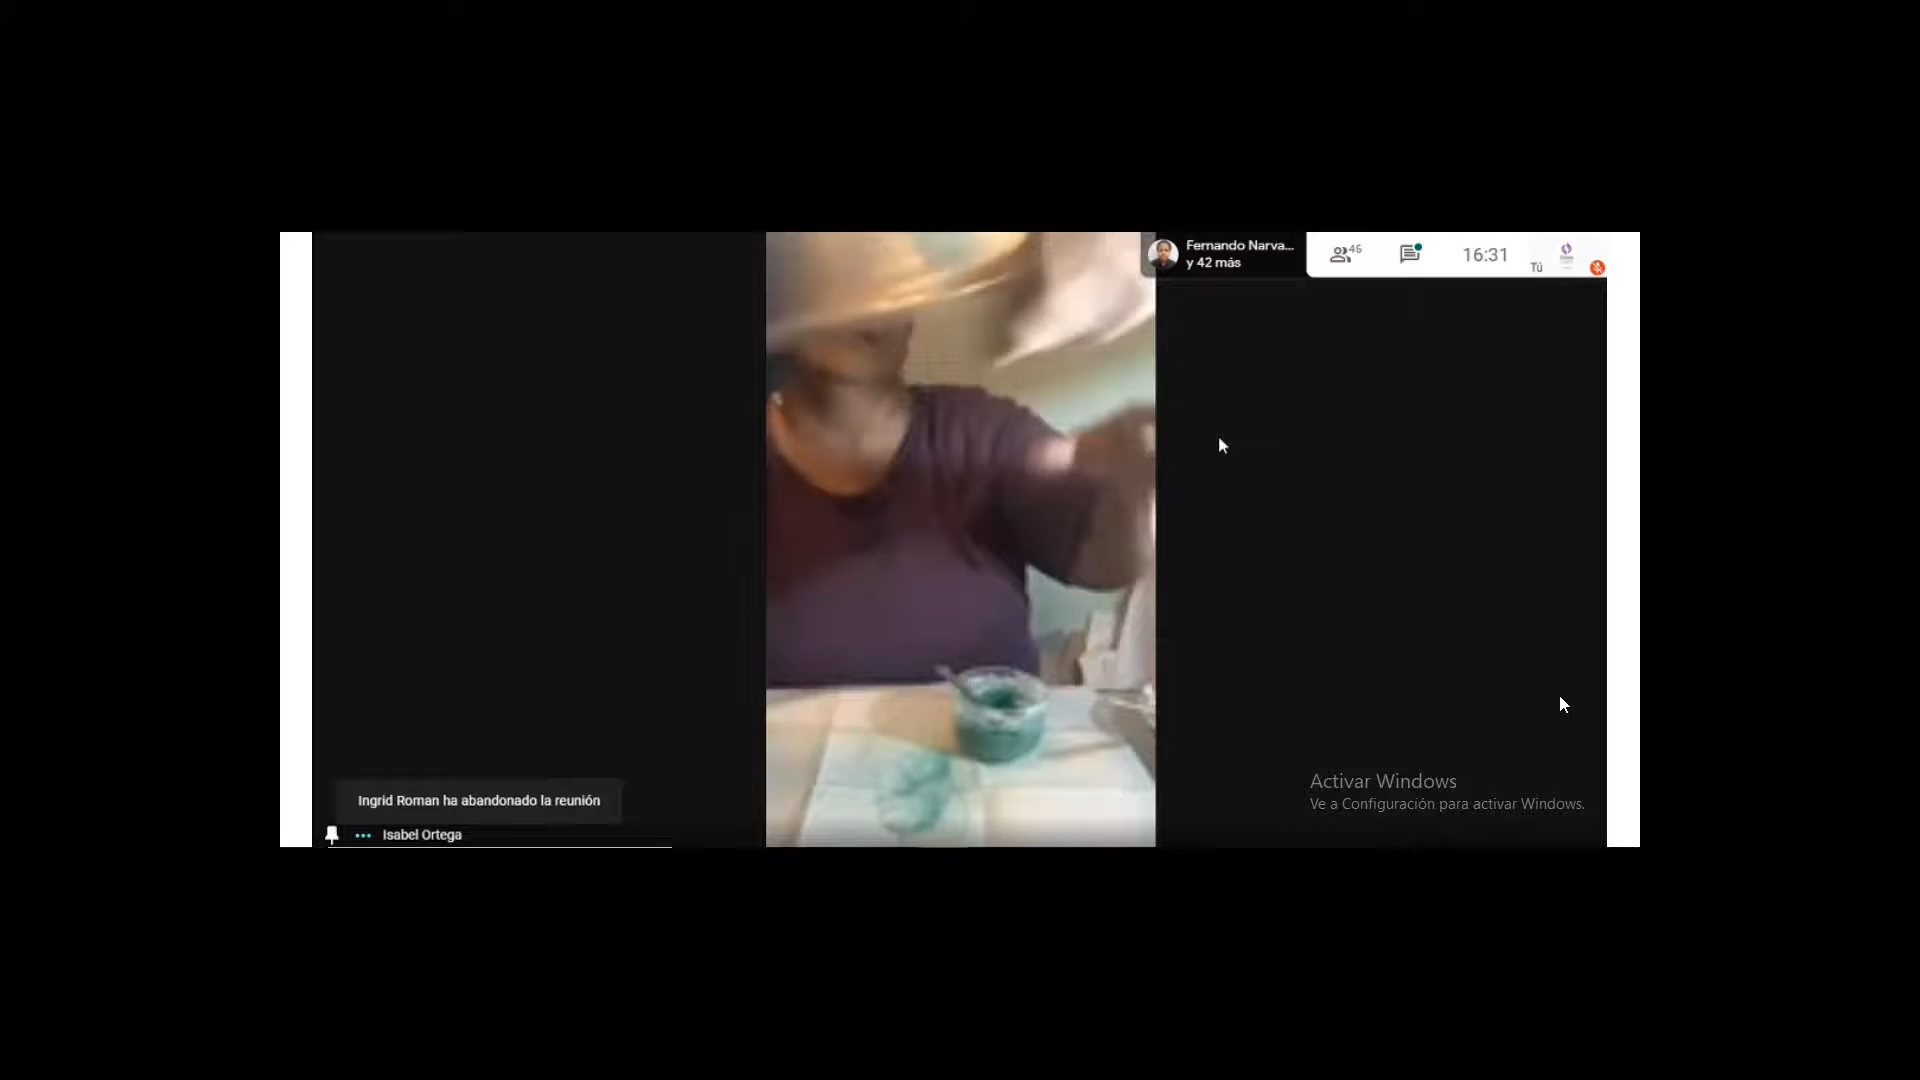 Fernando Narva...
y 42 más
45
16:31
Tú
Ingrid Roman ha abandonado la reunión
Isabel Ortega
Activar Windows
Ve a Configuración para activar Windows.